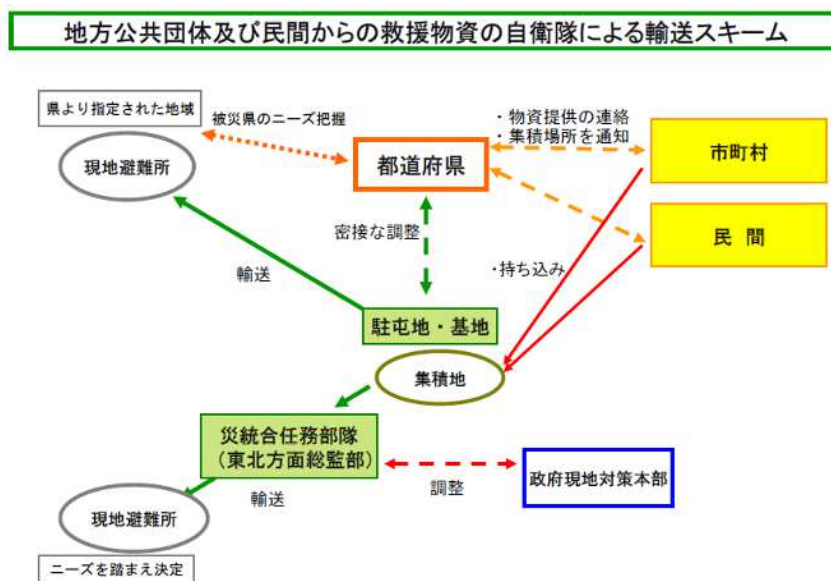 地方公共団体及び民間からの救援物資の自衛隊による輸送スキーム
県より指定された地域
被災県のニーズ把握
・物資提供の連絡
・集積場所を通知
現地避難所
都道府県
市町村
密接な調整
民 間
輸送
・持ち込み
駐屯地・基地
集積地
災統合任務部隊
（東北方面総監部）
調整
政府現地対策本部
輸送
現地避難所
ニーズを踏まえ決定